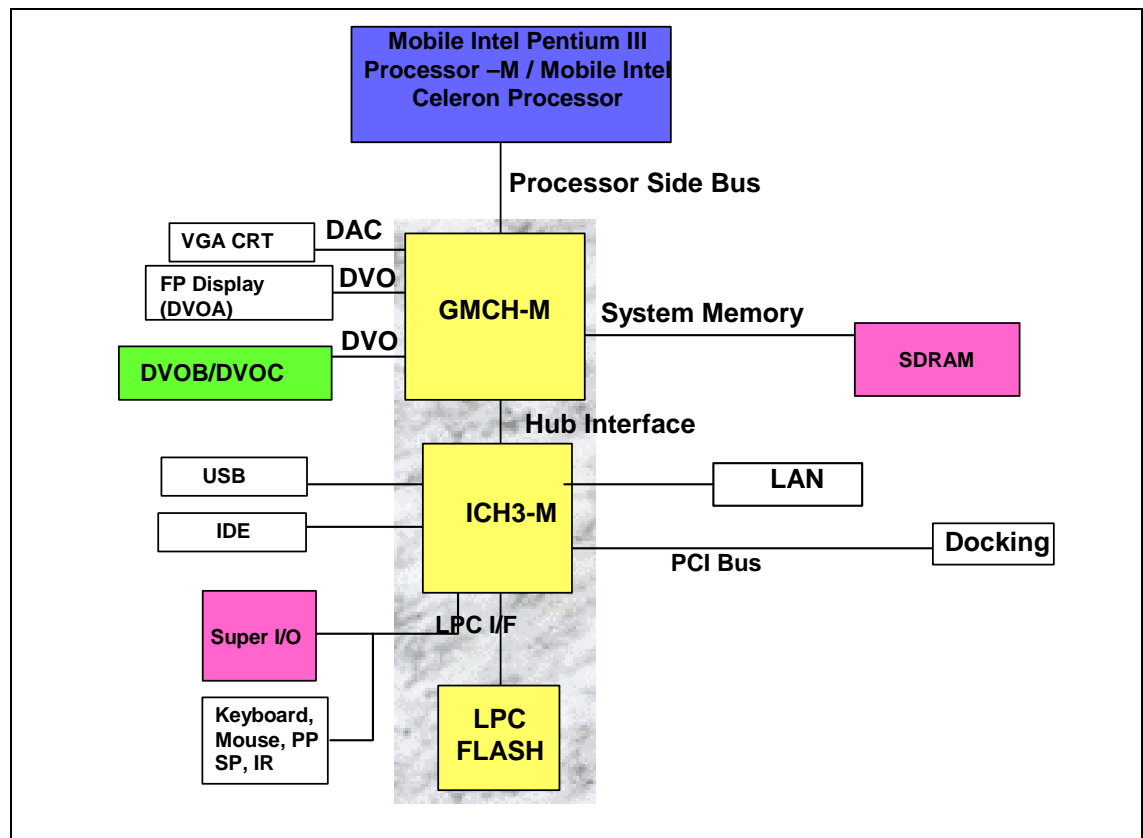 Mobile Intel Pentium III
Processor –M / Mobile Intel
Celeron Processor
Processor Side Bus
VGA CRT
DAC
FP Display
(DVOA)
DVO
GMCH-M
System Memory
SDRAM
DVOB/DVOC
DVO
Hub Interface
USB
ICH3-M
LAN
IDE
PCI Bus
Docking
Super I/O
LPC I/F
Keyboard,
Mouse, PP
SP, IR
LPC
FLASH